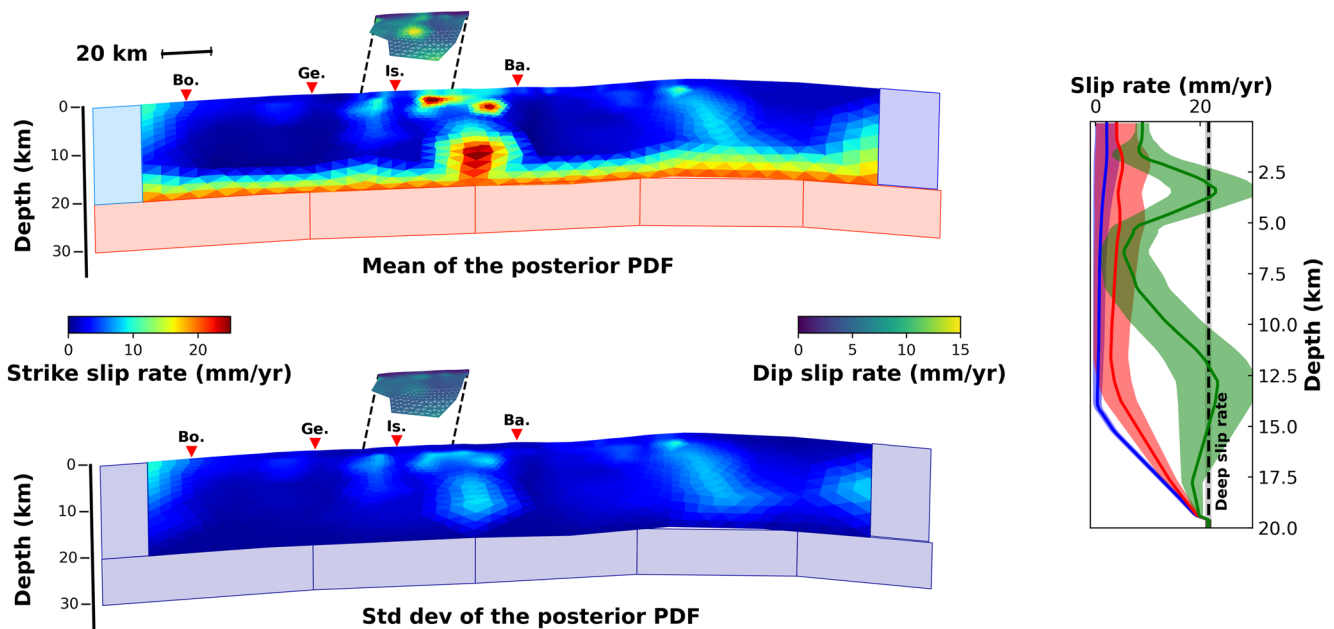 20 km
Bo.
Ge.
Is.
Ba.
Depth (km)
0
10
20
30
Mean of the posterior PDF
0
10
20
Strike slip rate (mm/yr)
0
5
10
15
Dip slip rate (mm/yr)
Bo.
Ge.
Is.
Ba.
Depth (km)
0
10
20
30
Std dev of the posterior PDF
Slip rate (mm/yr)
0
20
2.5
5.0
7.5
10.0
12.5
15.0
17.5
20.0
Depth (km)
Deep slip rate